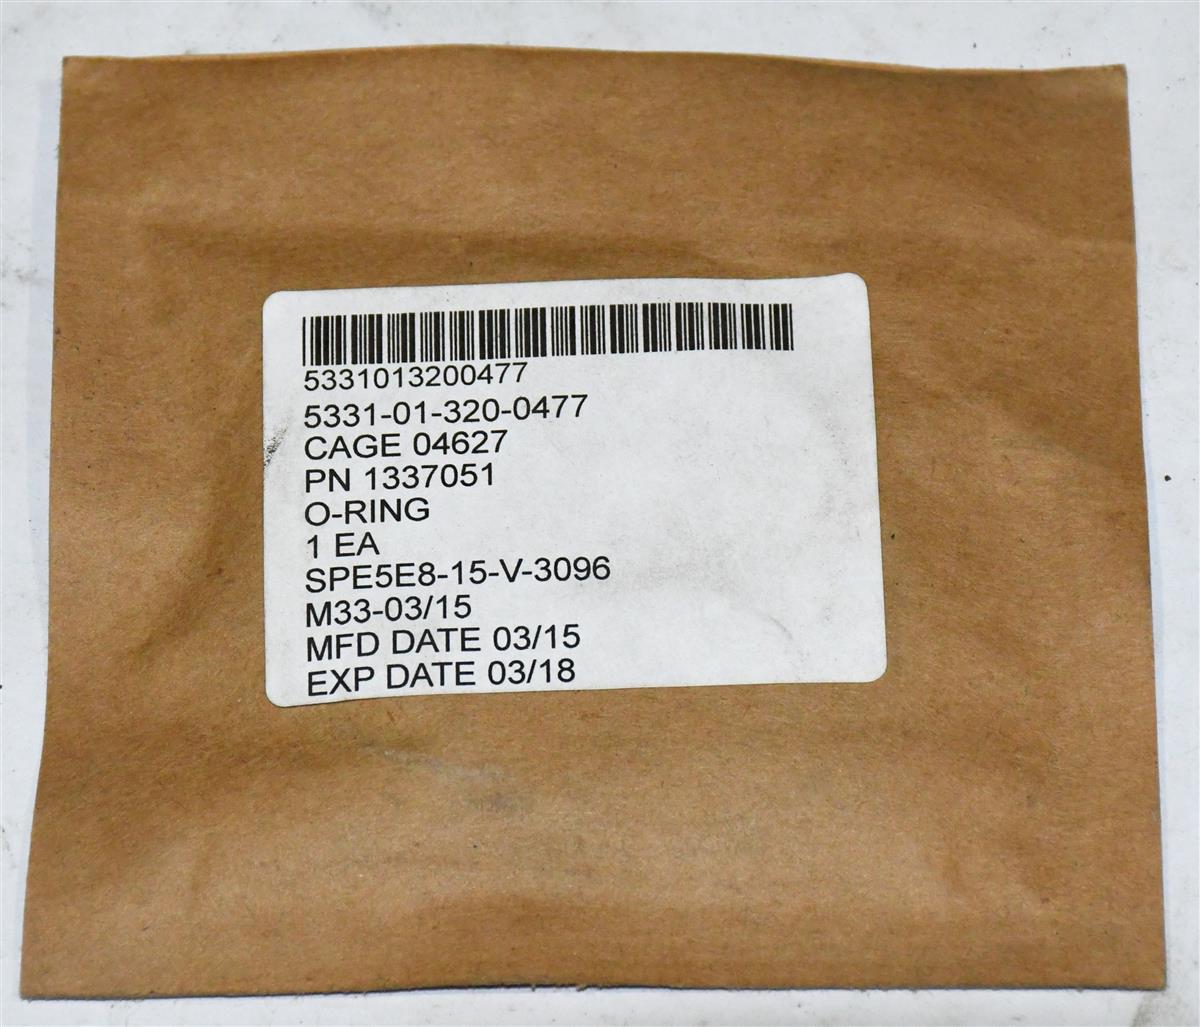 5331013200477
5331-01-320-0477
CAGE 04627
PN 1337051
O-RING
1 EA
SPE5E8-15-V-3096
M33-03/15
MFD DATE 03/15
EXP DATE 03/18